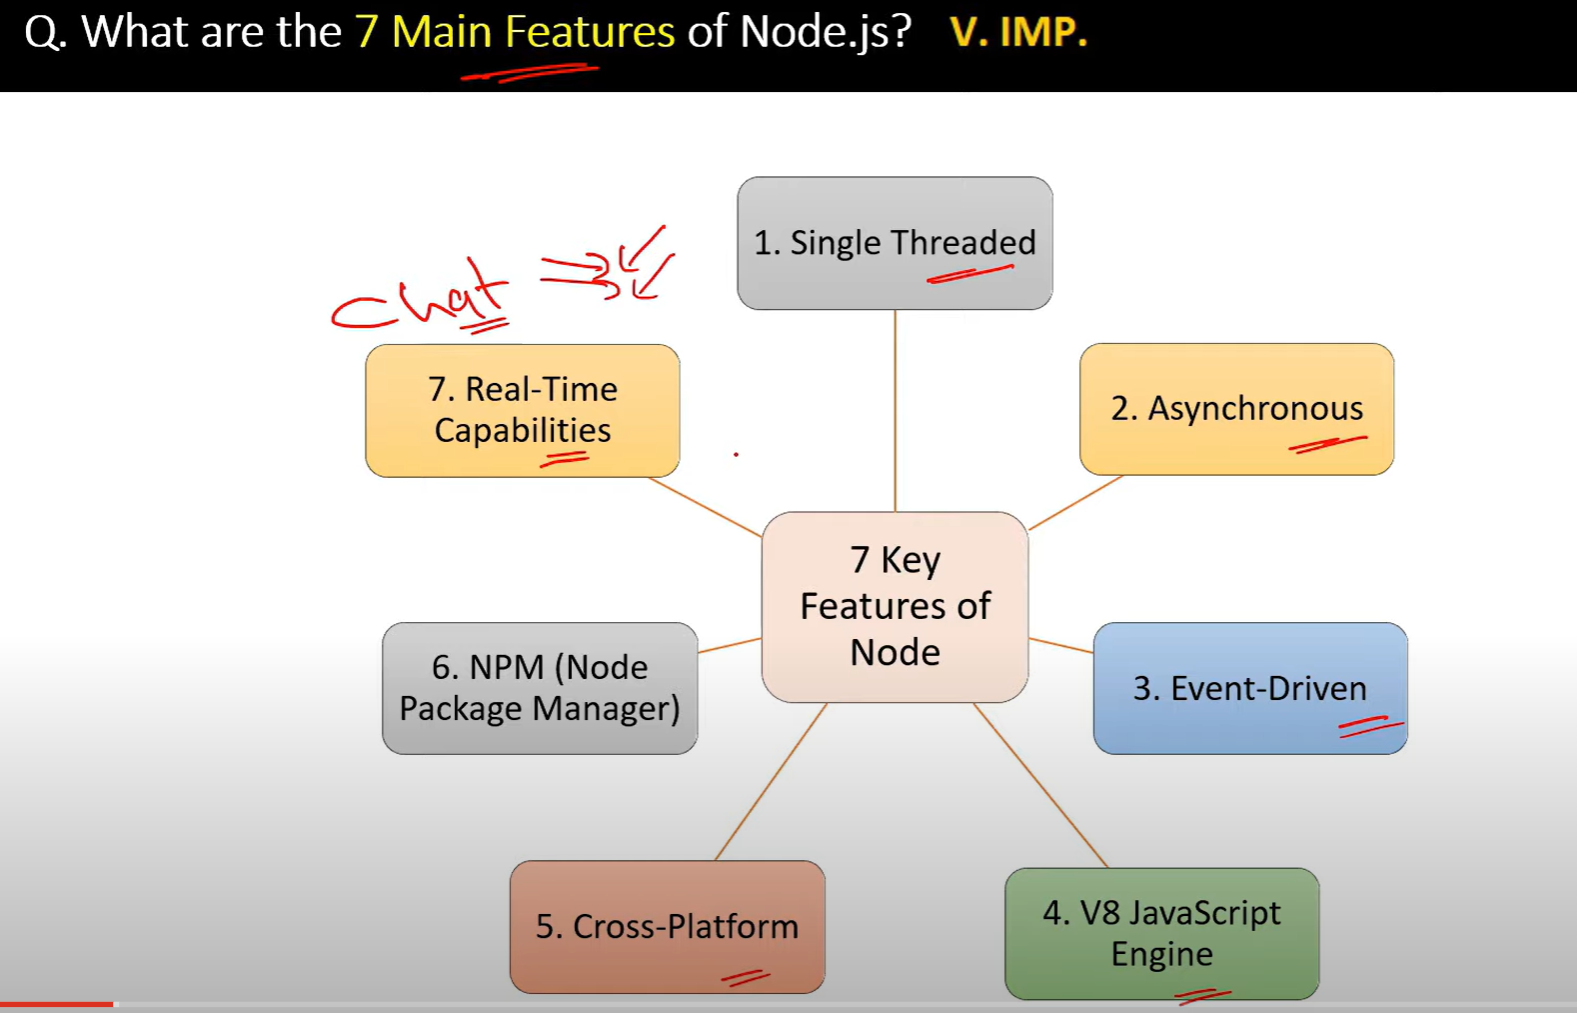 Q. What are the 7 Main Features of Node.js? V. IMP.
1. Single Threaded
Chat
7. Real-Time
Capabilities
2. Asynchronous
7 Key
Features of
Node
6. NPM (Node
Package Manager)
3. Event-Driven
5. Cross-Platform
4. V8 JavaScript
Engine